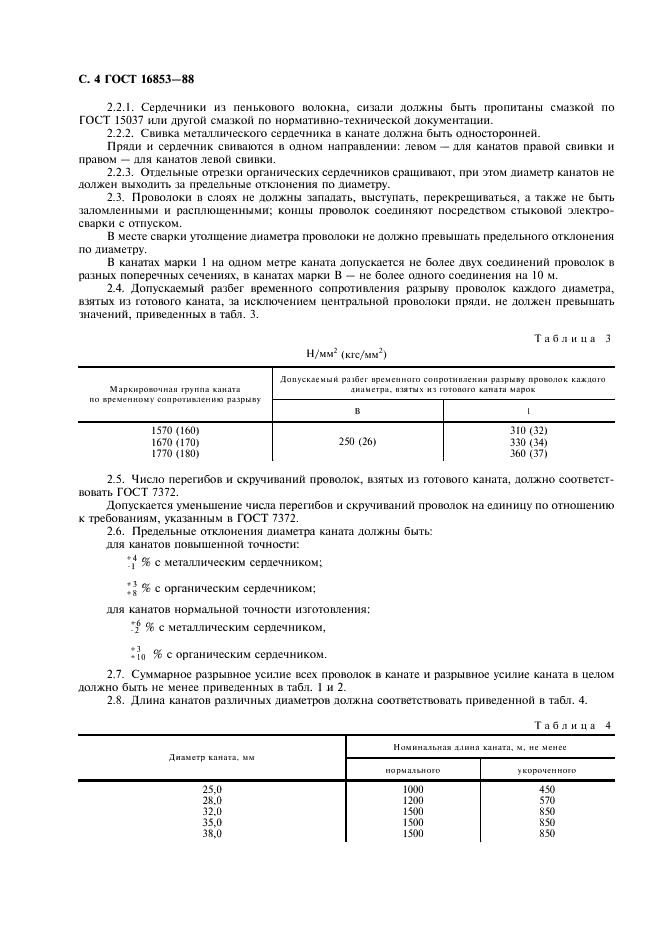 С. 4 ГОСТ 16853—88
2.2.1. Сердечники из пенькового волокна, сизали должны быть пропитаны смазкой по
ГОСТ 15037 или другой смазкой по нормативно-технической документации.
2.2.2. Свивка металлического сердечника в канате должна быть односторонней.
Пряди и сердечник свиваются в одном направлении: левом — для канатов правой свивки и
правом — для канатов левой свивки.
2.2.3. Отдельные отрезки органических сердечников сращивают, при этом диаметр канатов не
должен выходить за предельные отклонения по диаметру.
2.3. Проволоки в слоях не должны западать, выступать, перекрещиваться, а также не быть
заломленными и расплющенными; концы проволок соединяют посредством стыковой электро-
сварки с отпуском.
В месте сварки утолщение диаметра проволоки не должно превышать предельного отклонения
по диаметру.
В канатах марки 1 на одном метре каната допускается не более двух соединений проволок в
разных поперечных сечениях, в канатах марки В — не более одного соединения на 10 м.
2.4. Допускаемый разбег временного сопротивления разрыву проволок каждого диаметра,
взятых из готового каната, за исключением центральной проволоки пряди, не должен превышать
значений, приведенных в табл. 3.
Таблица 3
Н/мм² (кгс/мм²)
Маркировочная группа каната
по временному сопротивлению разрыву
Допускаемый разбег временного сопротивления разрыву проволок каждого
диаметра, взятых из готового каната марок
В 1
1570 (160) 310 (32)
1670 (170) 250 (26) 330 (34)
1770 (180) 360 (37)
2.5. Число перегибов и скручиваний проволок, взятых из готового каната, должно соответст-
вовать ГОСТ 7372.
Допускается уменьшение числа перегибов и скручиваний проволок на единицу по отношению
к требованиям, указанным в ГОСТ 7372.
2.6. Предельные отклонения диаметра каната должны быть:
для канатов повышенной точности:
+4
-1 % с металлическим сердечником;
+3
+8 % с органическим сердечником;
для канатов нормальной точности изготовления:
+6
-2 % с металлическим сердечником,
+3
+10 % с органическим сердечником.
2.7. Суммарное разрывное усилие всех проволок в канате и разрывное усилие каната в целом
должно быть не менее приведенных в табл. 1 и 2.
2.8. Длина канатов различных диаметров должна соответствовать приведенной в табл. 4.
Таблица 4
Диаметр каната, мм
Номинальная длина каната, м, не менее
нормального укороченного
25,0 1000 450
28,0 1200 570
32,0 1500 850
35,0 1500 850
38,0 1500 850